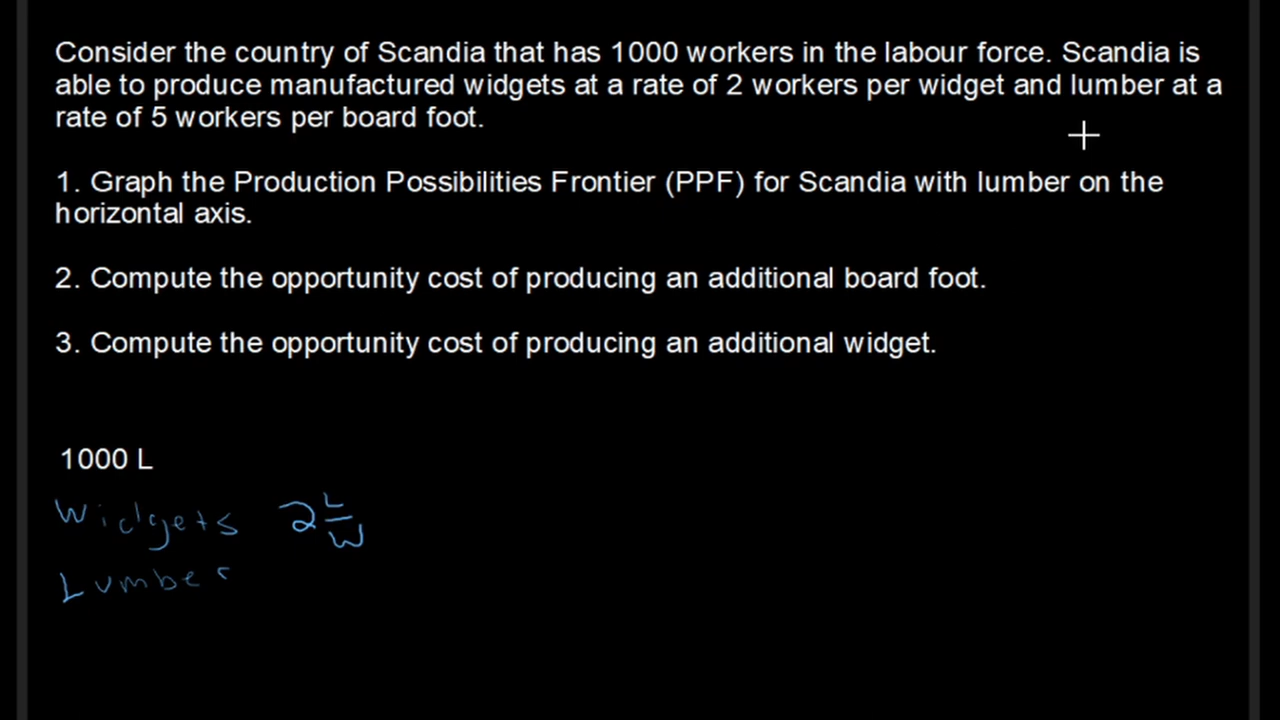 Consider the country of Scandia that has 1000 workers in the labour force. Scandia is
able to produce manufactured widgets at a rate of 2 workers per widget and lumber at a
rate of 5 workers per board foot.
1. Graph the Production Possibilities Frontier (PPF) for Scandia with lumber on the
horizontal axis.
2. Compute the opportunity cost of producing an additional board foot.
3. Compute the opportunity cost of producing an additional widget.
1000 L
Widgets 2 L/W
Lumber